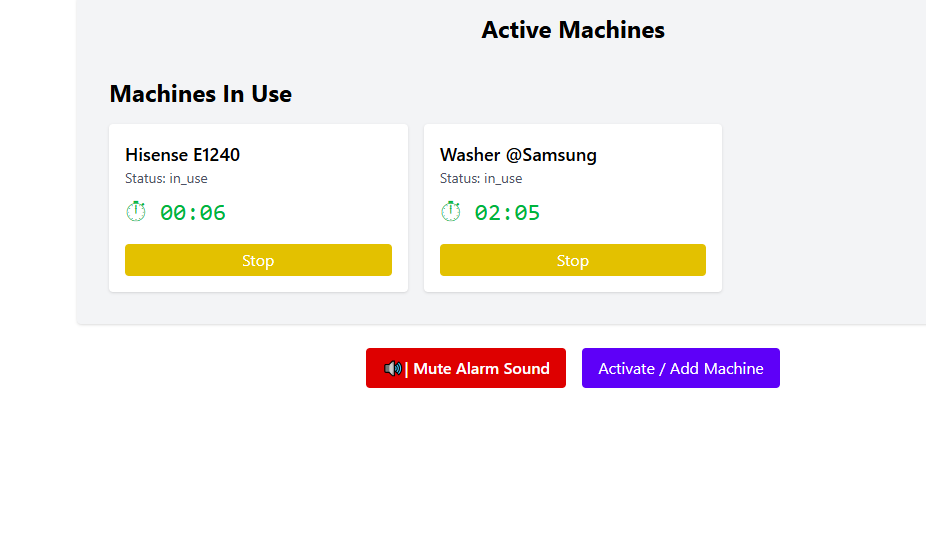 Active Machines
Machines In Use
Hisense E1240
Status: in_use
⏱ 00:06
Stop
Washer @Samsung
Status: in_use
⏱ 02:05
Stop
🔊| Mute Alarm Sound
Activate / Add Machine